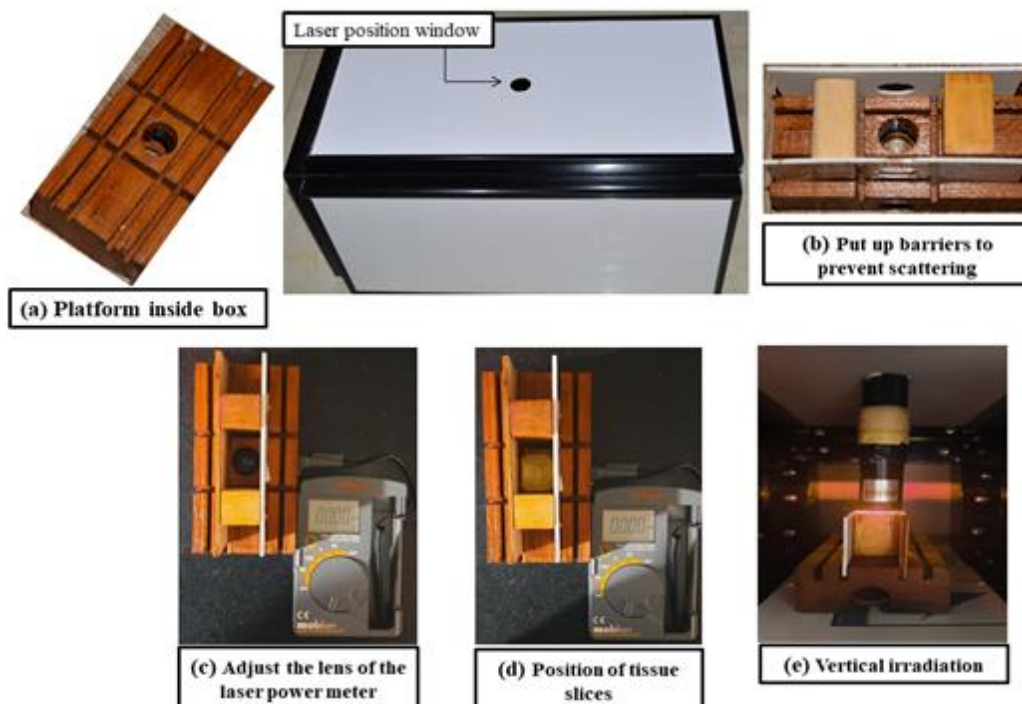 Laser position window
(a) Platform inside box
(b) Put up barriers to
prevent scattering
(c) Adjust the lens of the
laser power meter
(d) Position of tissue
slices
(e) Vertical irradiation